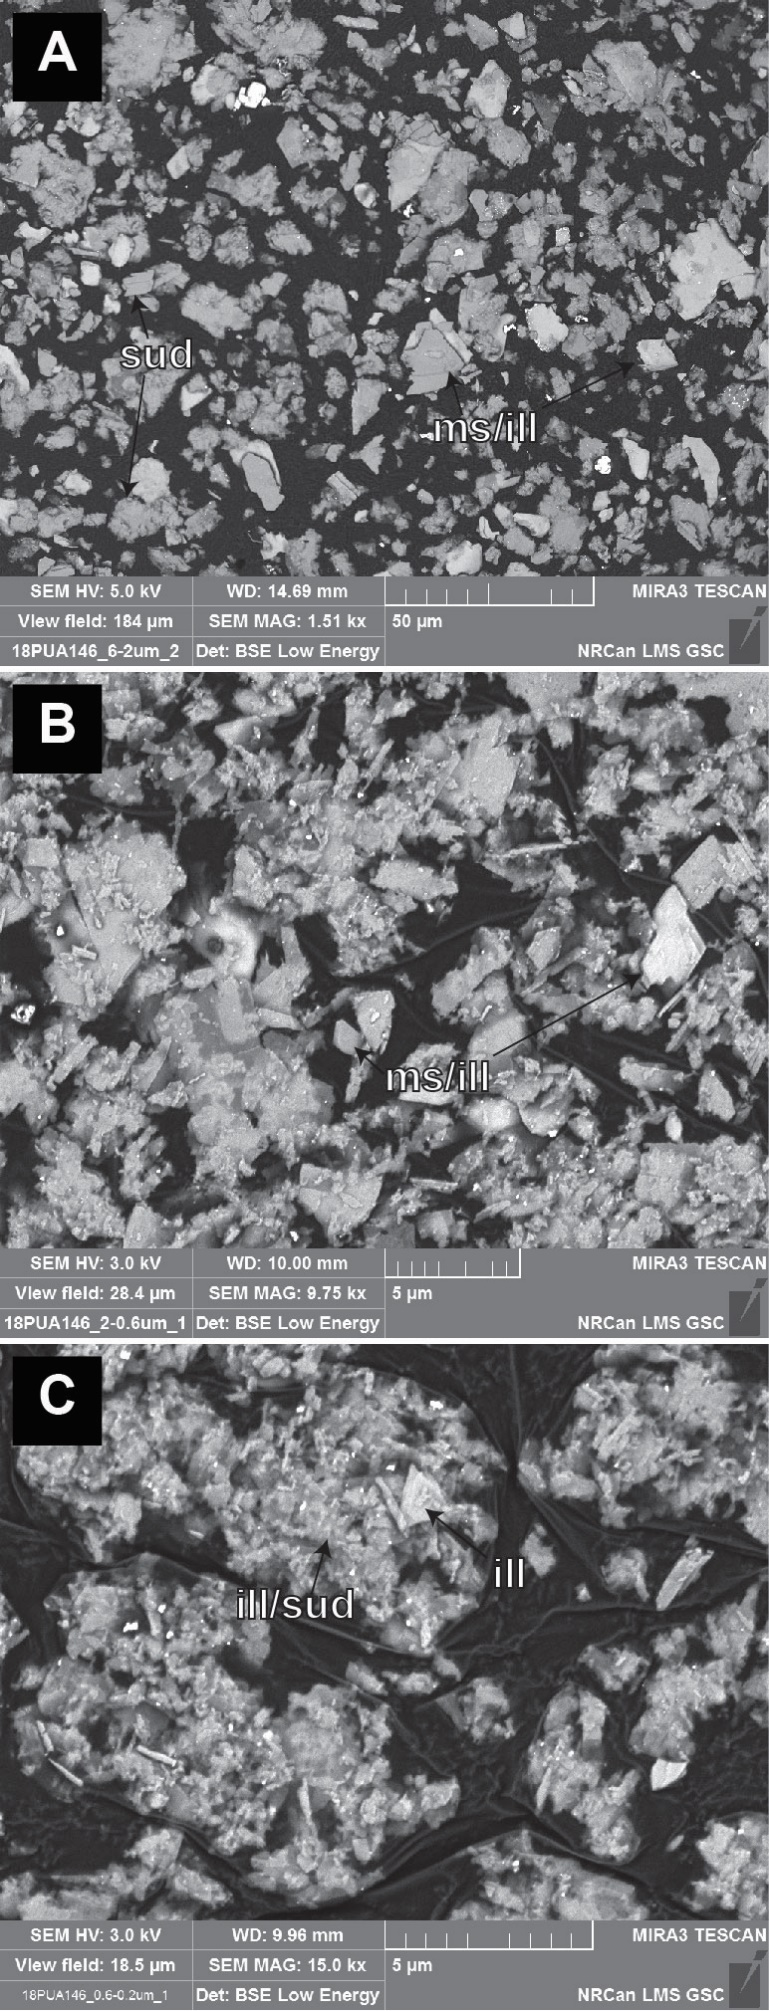 A
sud
ms/ill
SEM HV: 5.0 kV WD: 14.69 mm MIRA3 TESCAN
View field: 184 µm SEM MAG: 1.51 kx 50 µm
18PUA146_6-2um_2 Det: BSE Low Energy NRCan LMS GSC
B
ms/ill
SEM HV: 3.0 kV WD: 10.00 mm MIRA3 TESCAN
View field: 28.4 µm SEM MAG: 9.75 kx 5 µm
18PUA146_2-0.6um_1 Det: BSE Low Energy NRCan LMS GSC
C
ill
ill/sud
SEM HV: 3.0 kV WD: 9.96 mm MIRA3 TESCAN
View field: 18.5 µm SEM MAG: 15.0 kx 5 µm
18PUA146_0.6-0.2um_1 Det: BSE Low Energy NRCan LMS GSC